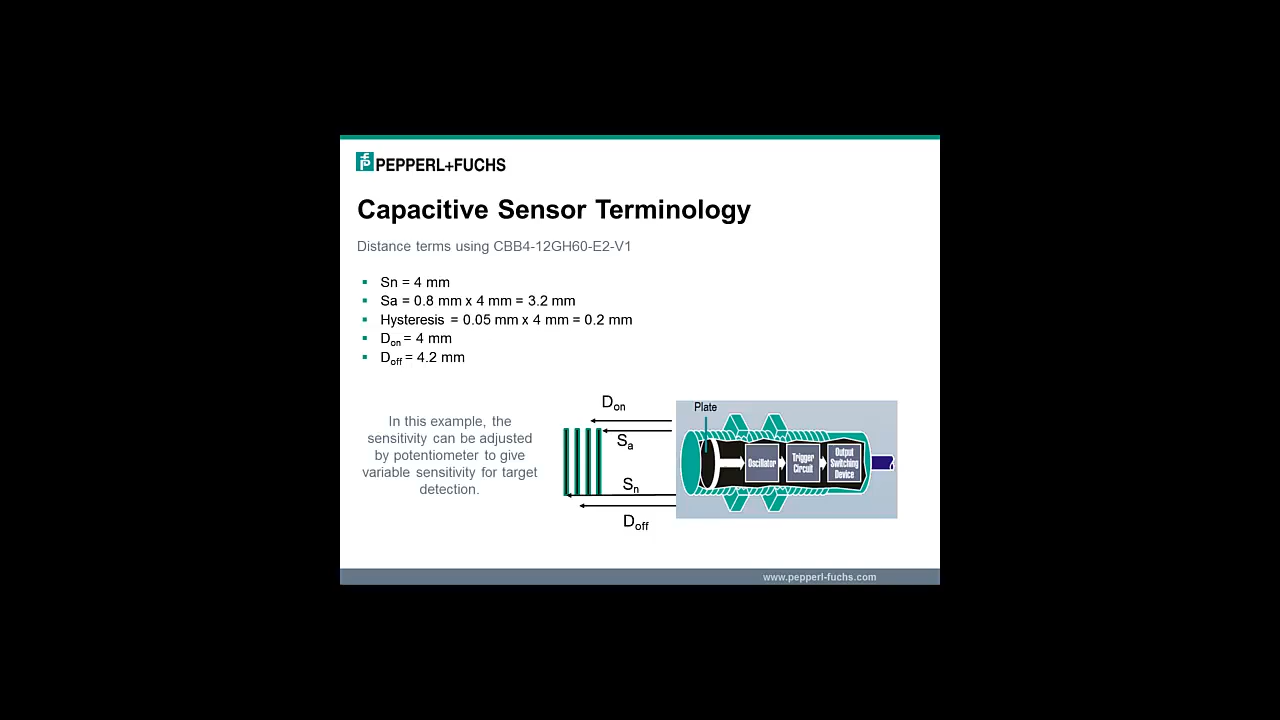 PEPPERL+FUCHS
Capacitive Sensor Terminology
Distance terms using CBB4-12GH60-E2-V1
▪ Sn = 4 mm
▪ Sa = 0.8 mm x 4 mm = 3.2 mm
▪ Hysteresis = 0.05 mm x 4 mm = 0.2 mm
▪ Don = 4 mm
▪ Doff = 4.2 mm
In this example, the
sensitivity can be adjusted
by potentiometer to give
variable sensitivity for target
detection.
Don
Sa
Sn
Doff
Plate
Oscillator
Trigger
Circuit
Output
Switching
Device
www.pepperl-fuchs.com